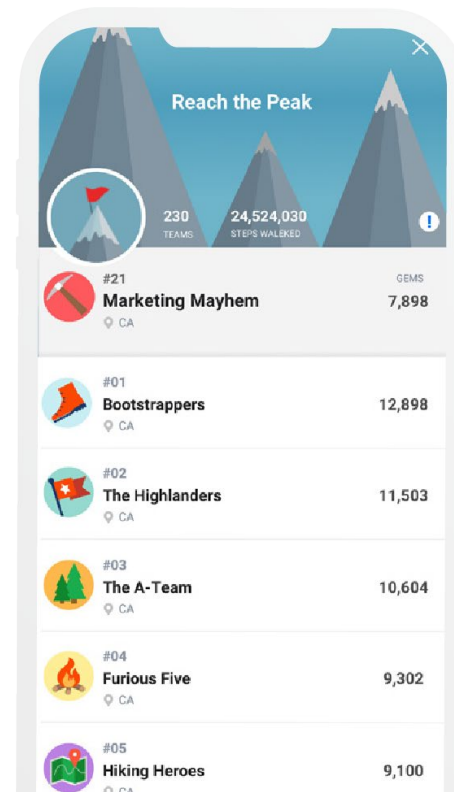 Reach the Peak
230
24,524,030
TEAMS
STEPS WALEKED
!
#21
GEMS
Marketing Mayhem
7,898
CA
#01
Bootstrappers
12,898
CA
#02
The Highlanders
11,503
CA
#03
The A-Team
10,604
CA
#04
Furious Five
9,302
CA
#05
Hiking Heroes
9,100
CA